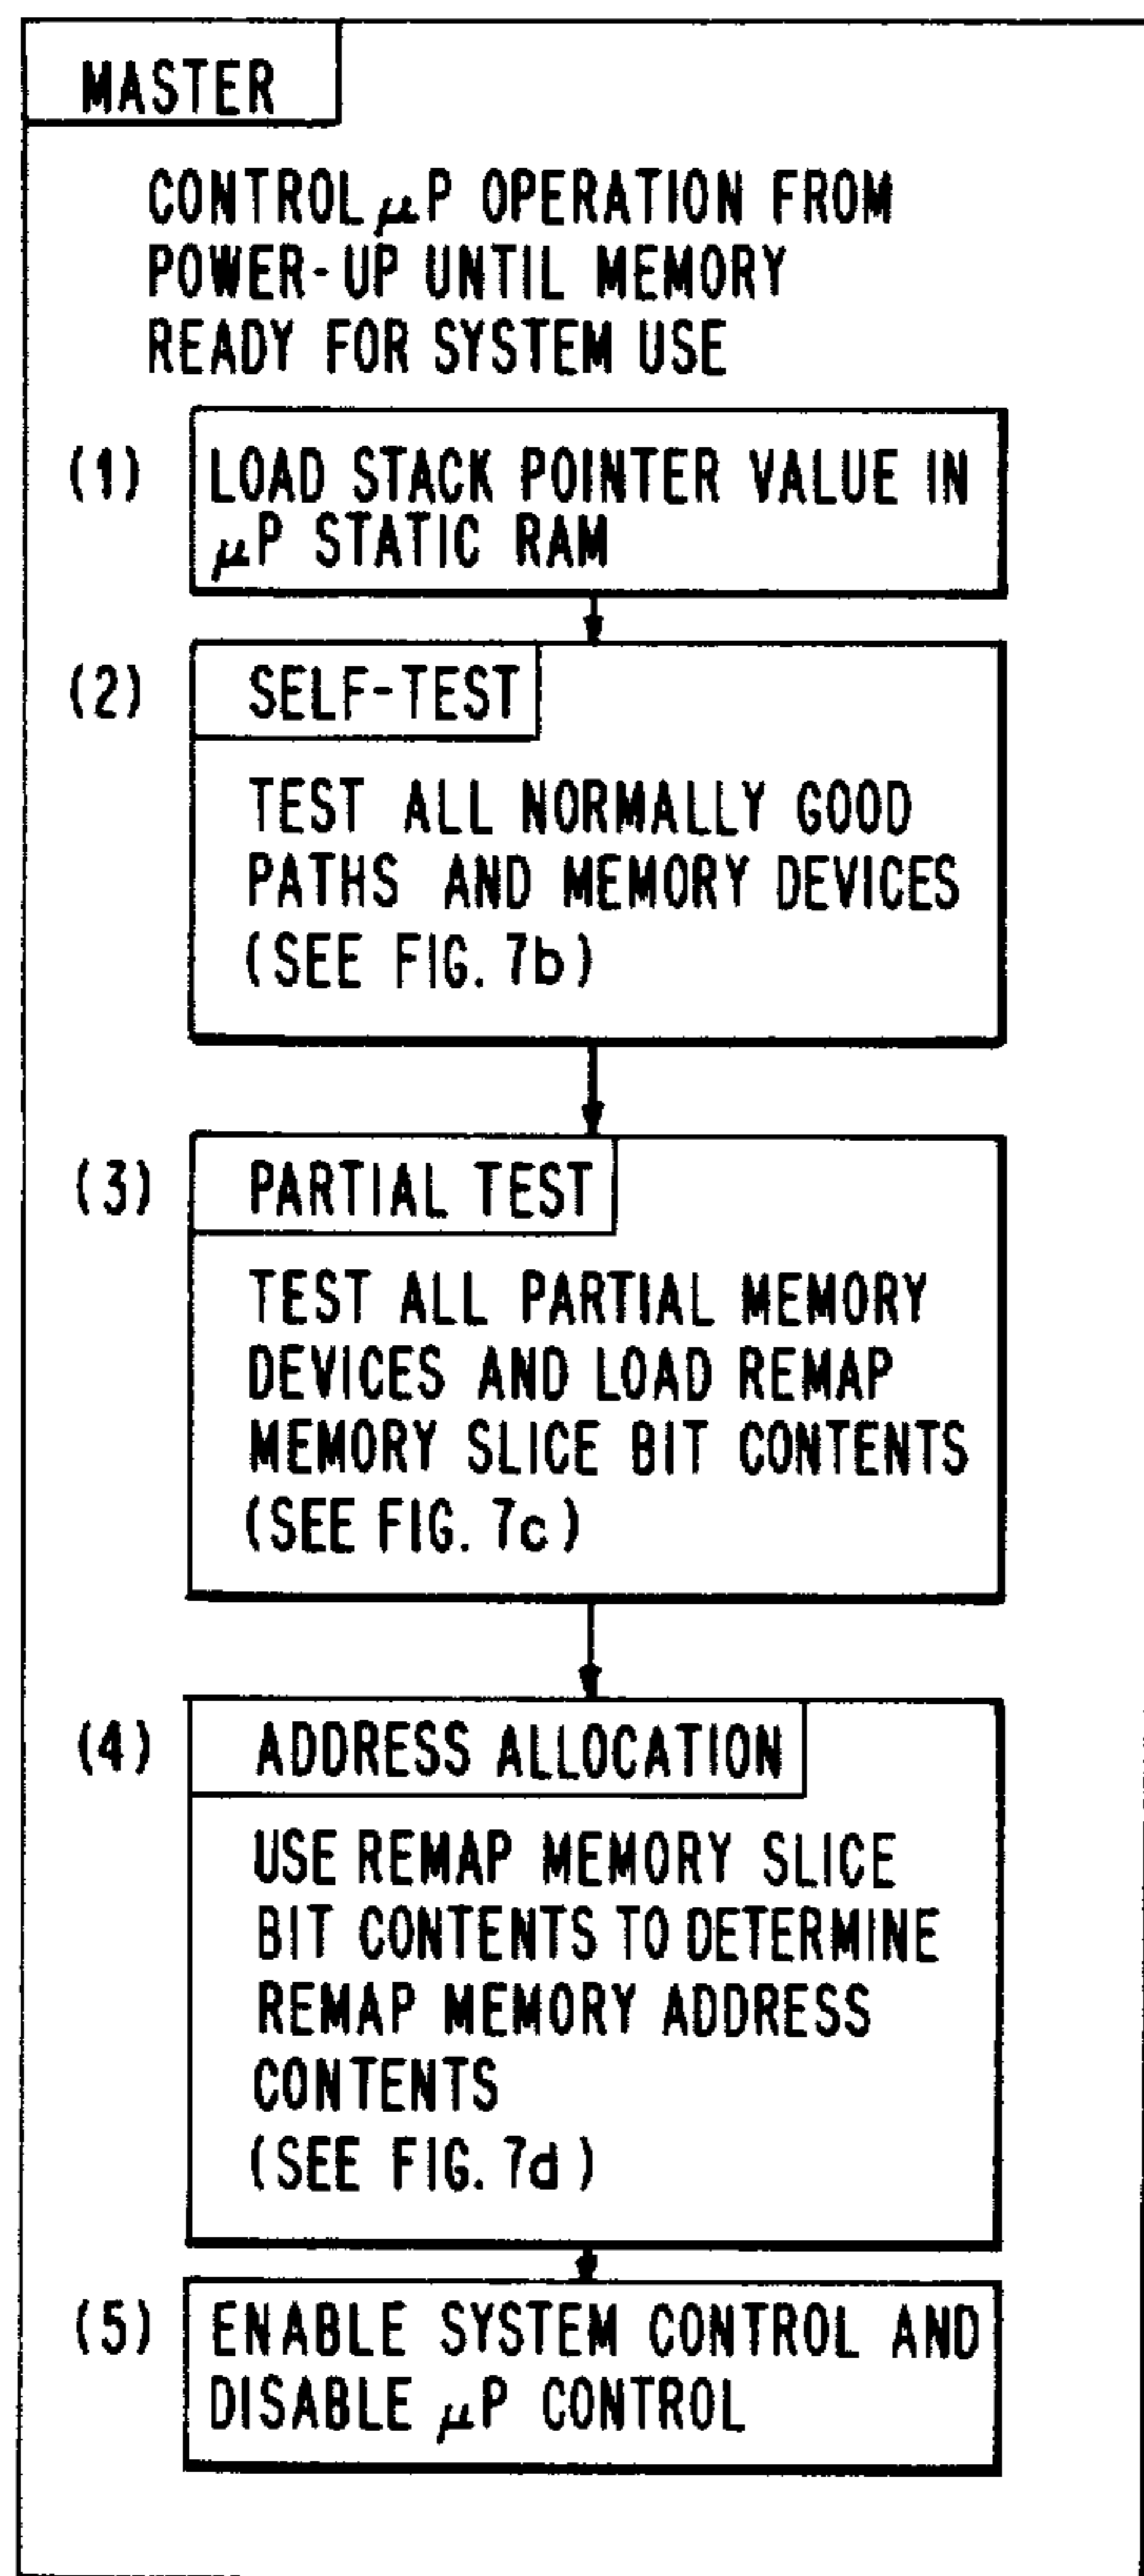 MASTER
CONTROL μP OPERATION FROM
POWER-UP UNTIL MEMORY
READY FOR SYSTEM USE
(1) LOAD STACK POINTER VALUE IN
μP STATIC RAM
(2) SELF-TEST
TEST ALL NORMALLY GOOD
PATHS AND MEMORY DEVICES
(SEE FIG. 7b)
(3) PARTIAL TEST
TEST ALL PARTIAL MEMORY
DEVICES AND LOAD REMAP
MEMORY SLICE BIT CONTENTS
(SEE FIG. 7c)
(4) ADDRESS ALLOCATION
USE REMAP MEMORY SLICE
BIT CONTENTS TO DETERMINE
REMAP MEMORY ADDRESS
CONTENTS
(SEE FIG. 7d)
(5) ENABLE SYSTEM CONTROL AND
DISABLE μP CONTROL